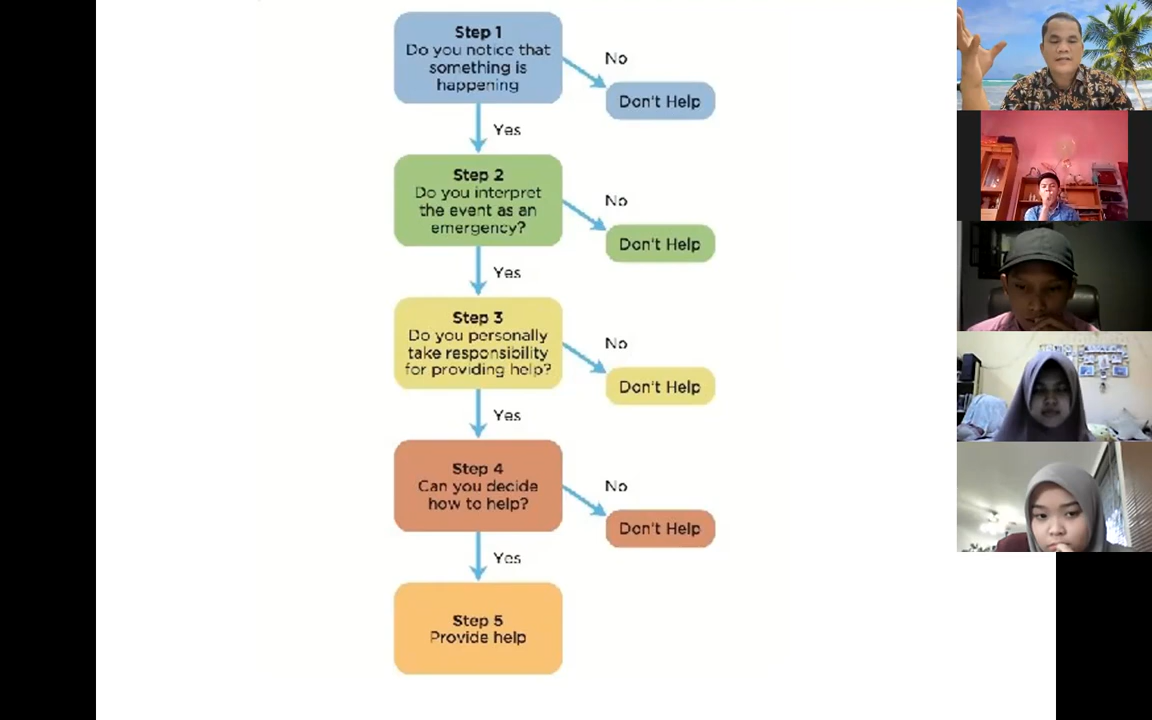 Step 1
Do you notice that
something is
happening
No
Don't Help
Yes
Step 2
Do you interpret
the event as an
emergency?
No
Don't Help
Yes
Step 3
Do you personally
take responsibility
for providing help?
No
Don't Help
Yes
Step 4
Can you decide
how to help?
No
Don't Help
Yes
Step 5
Provide help